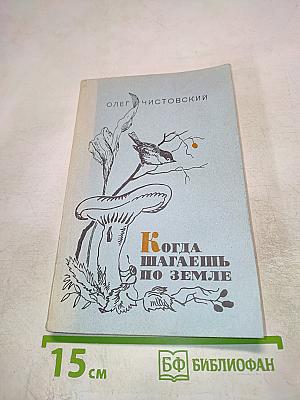 ОЛЕГ ЧИСТОВСКИЙ
КОГДА
ШАГАЕШЬ
ПО ЗЕМЛЕ
15 см
БФ БИБЛИОФАН